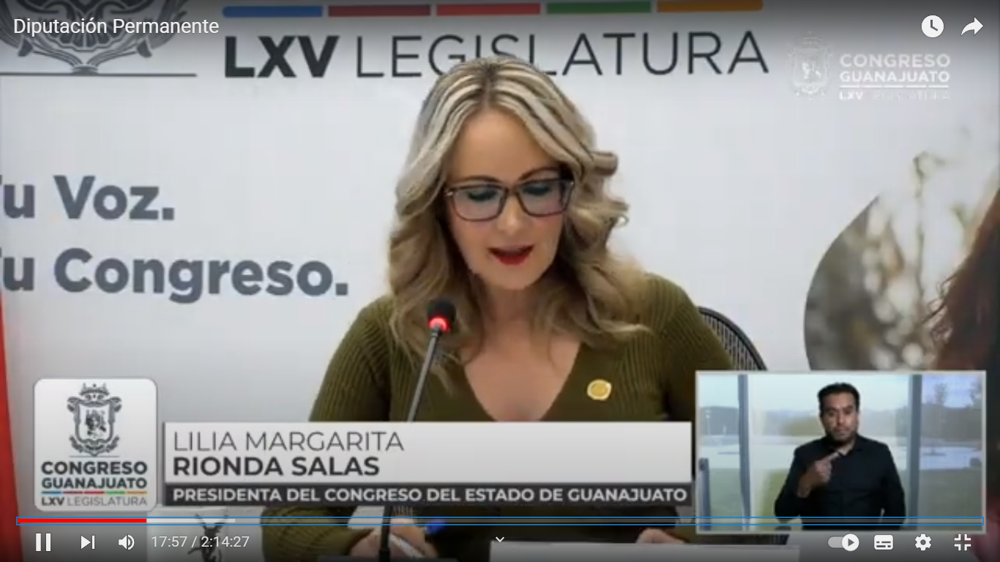 Diputación Permanente
LXV LEGISLATURA
CONGRESO
GUANAJUATO
LXV LEGISLATURA
u Voz.
u Congreso.
CONGRESO
GUANAJUATO
LXV LEGISLATURA
LILIA MARGARITA
RIONDA SALAS
PRESIDENTA DEL CONGRESO DEL ESTADO DE GUANAJUATO
17:57 / 2:14:27